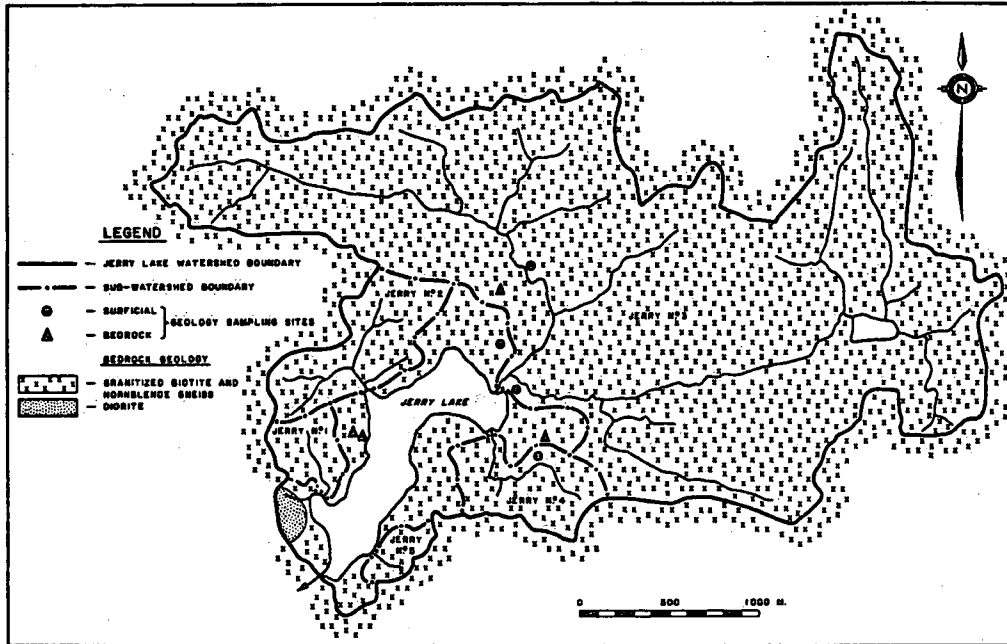 N
LEGEND
— JERRY LAKE WATERSHED BOUNDARY
— SUB-WATERSHED BOUNDARY
— SURFICIAL
GEOLOGY SAMPLING SITES
— BEDROCK
BEDROCK GEOLOGY
— GRANITIZED BIOTITE AND
HORNBLENDE GNEISS
— DIORITE
JERRY Nº2
JERRY Nº3
JERRY LAKE
JERRY Nº1
JERRY Nº4
JERRY
Nº5
0 500 1000 M.